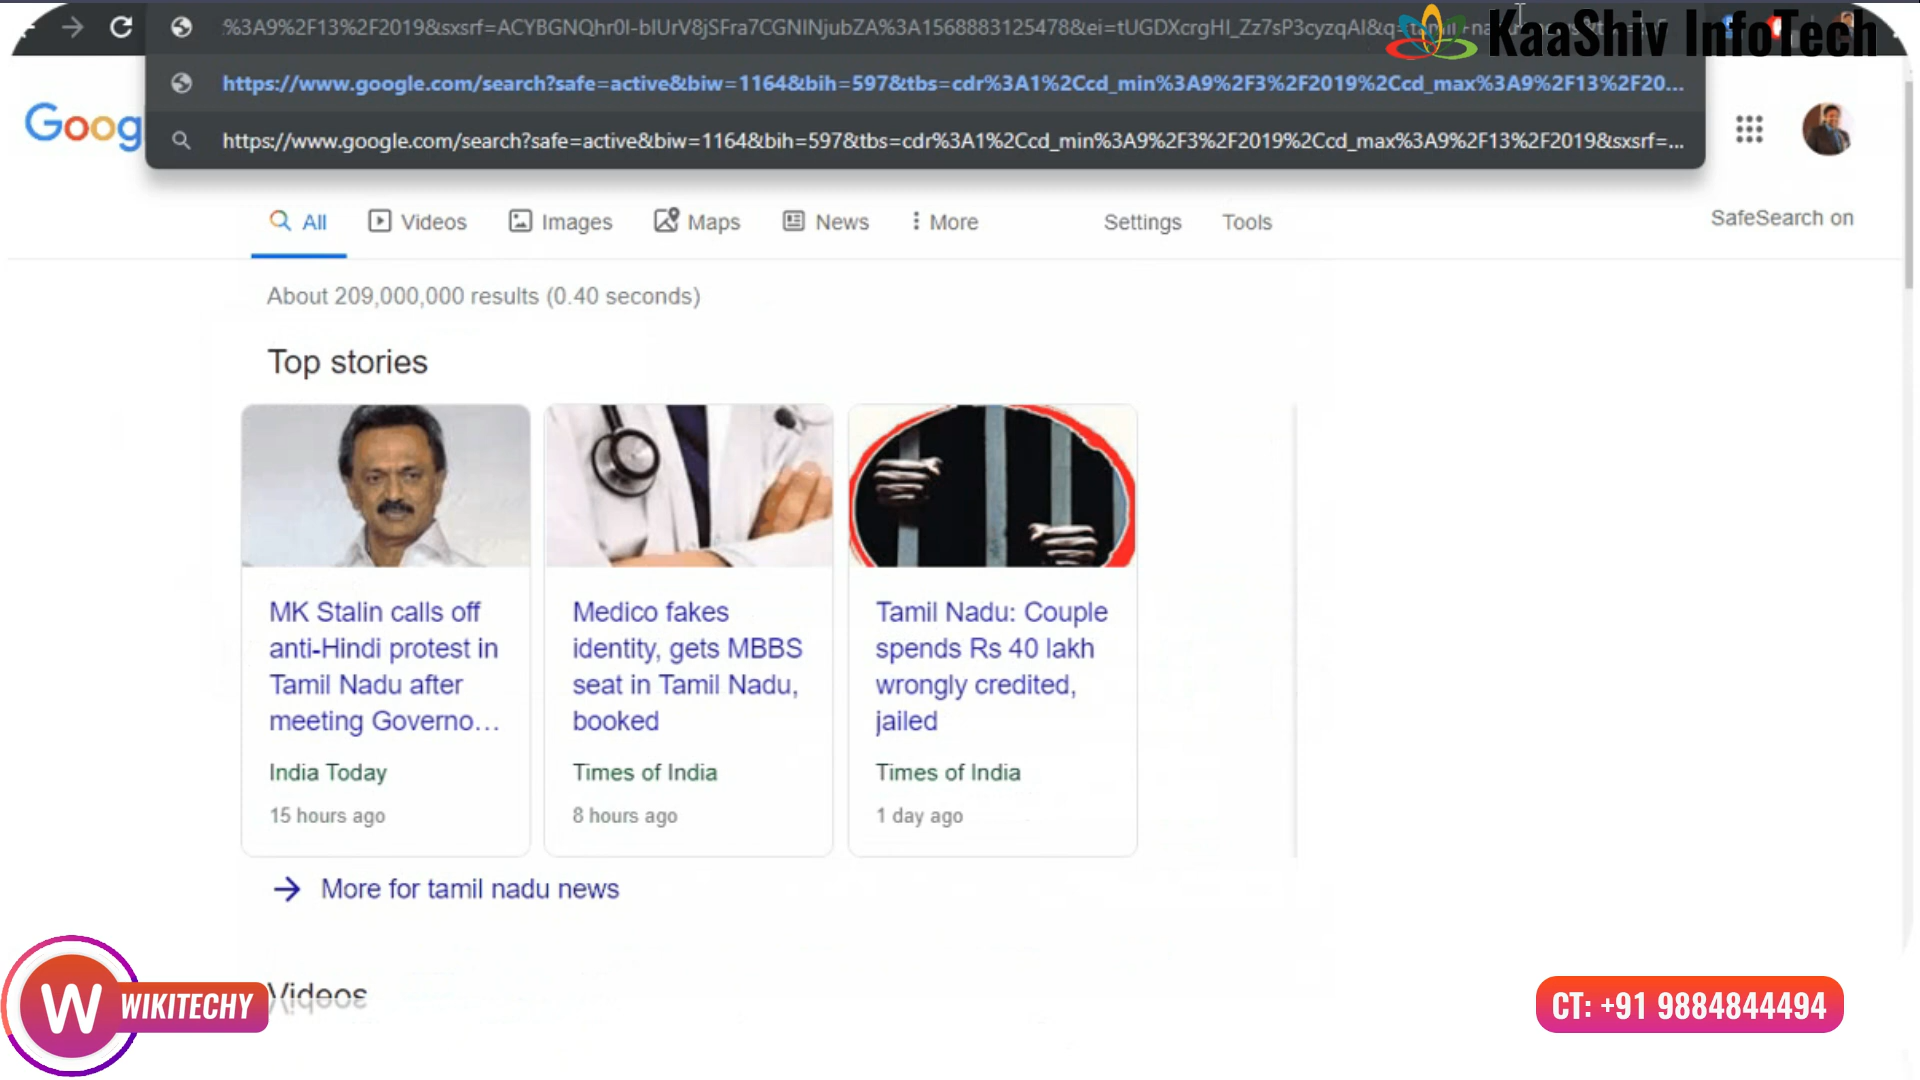 :%3A9%2F13%2F2019&sxsrf=ACYBGNQhr0I-bIUrV8jSFra7CGNINjubZA%3A1568883125478&ei=tUGDXcrgHI_Zz7sP3cyzqAI&q=tamil+na
KaaShiv InfoTech
https://www.google.com/search?safe=active&biw=1164&bih=597&tbs=cdr%3A1%2Ccd_min%3A9%2F3%2F2019%2Ccd_max%3A9%2F13%2F20...
https://www.google.com/search?safe=active&biw=1164&bih=597&tbs=cdr%3A1%2Ccd_min%3A9%2F3%2F2019%2Ccd_max%3A9%2F13%2F2019&sxsrf=...
Goog
All Videos Images Maps News More Settings Tools SafeSearch on
About 209,000,000 results (0.40 seconds)
Top stories
MK Stalin calls off
anti-Hindi protest in
Tamil Nadu after
meeting Governo...
India Today
15 hours ago
Medico fakes
identity, gets MBBS
seat in Tamil Nadu,
booked
Times of India
8 hours ago
Tamil Nadu: Couple
spends Rs 40 lakh
wrongly credited,
jailed
Times of India
1 day ago
More for tamil nadu news
Videos
W WIKITECHY
CT: +91 9884844494